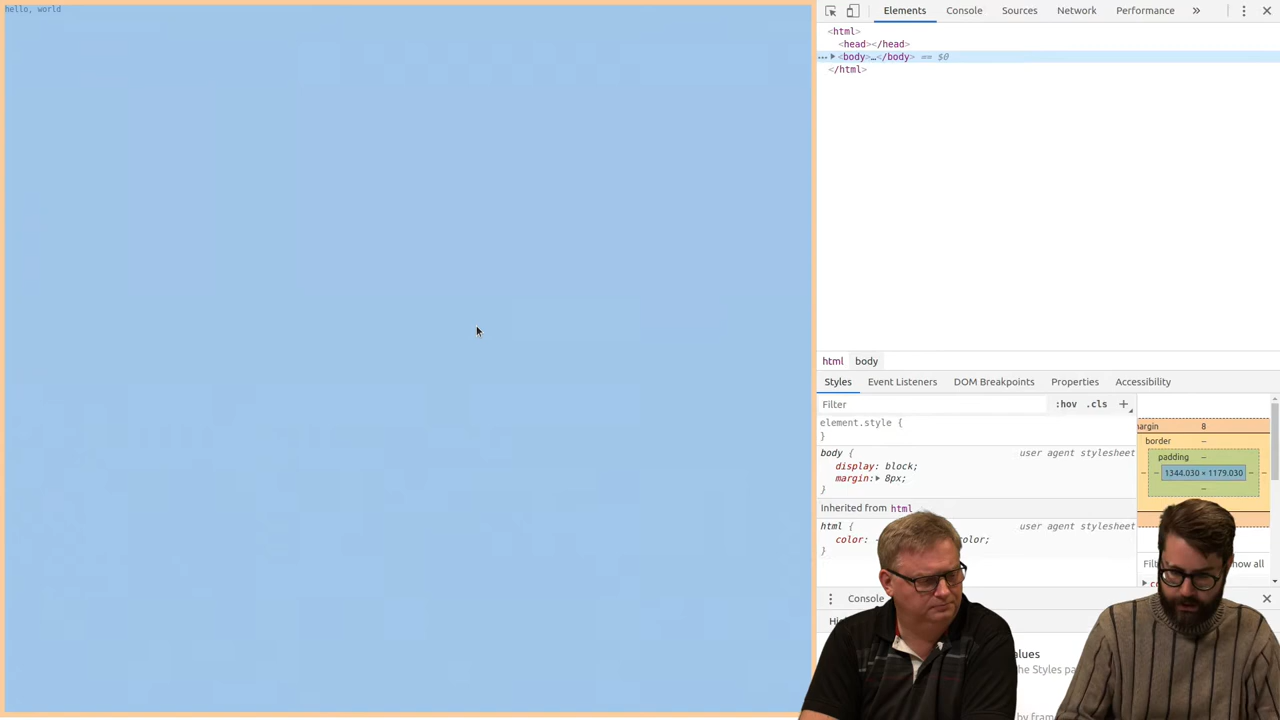 hello, world
Elements Console Sources Network Performance »
<html>
<head></head>
… <body>…</body> == $0
</html>
html body
Styles Event Listeners DOM Breakpoints Properties Accessibility
Filter :hov .cls +
element.style {
}
body { user agent stylesheet
display: block;
margin: 8px;
}
Inherited from html
html { user agent stylesheet
color:
}
margin 8
border –
padding –
1344.030 × 1179.030
–
Console